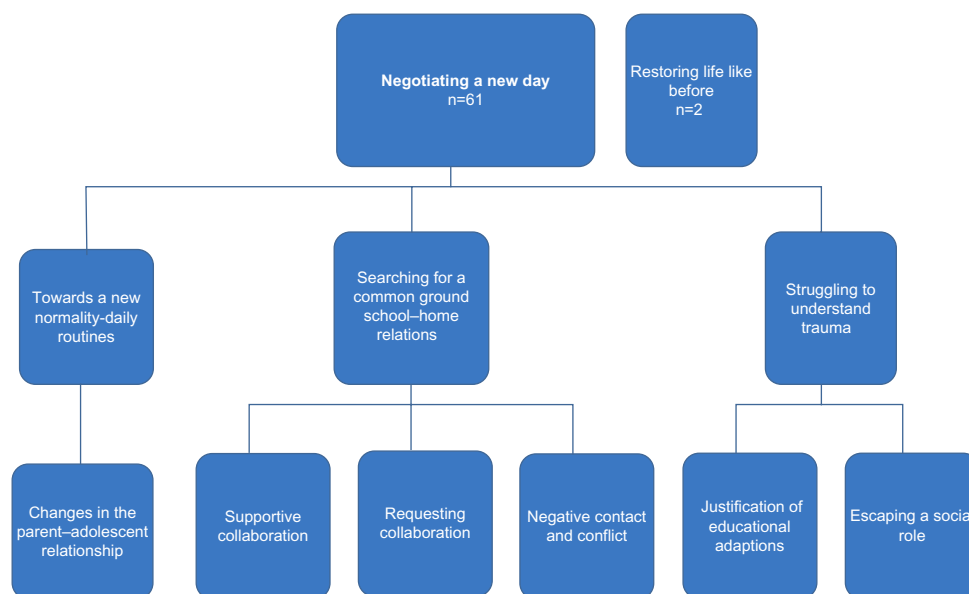 Negotiating a new day
n=61
Restoring life like
before
n=2
Towards a new
normality-daily
routines
Searching for a
common ground
school–home
relations
Struggling to
understand
trauma
Changes in the
parent–adolescent
relationship
Supportive
collaboration
Requesting
collaboration
Negative contact
and conflict
Justification of
educational
adaptions
Escaping a social
role